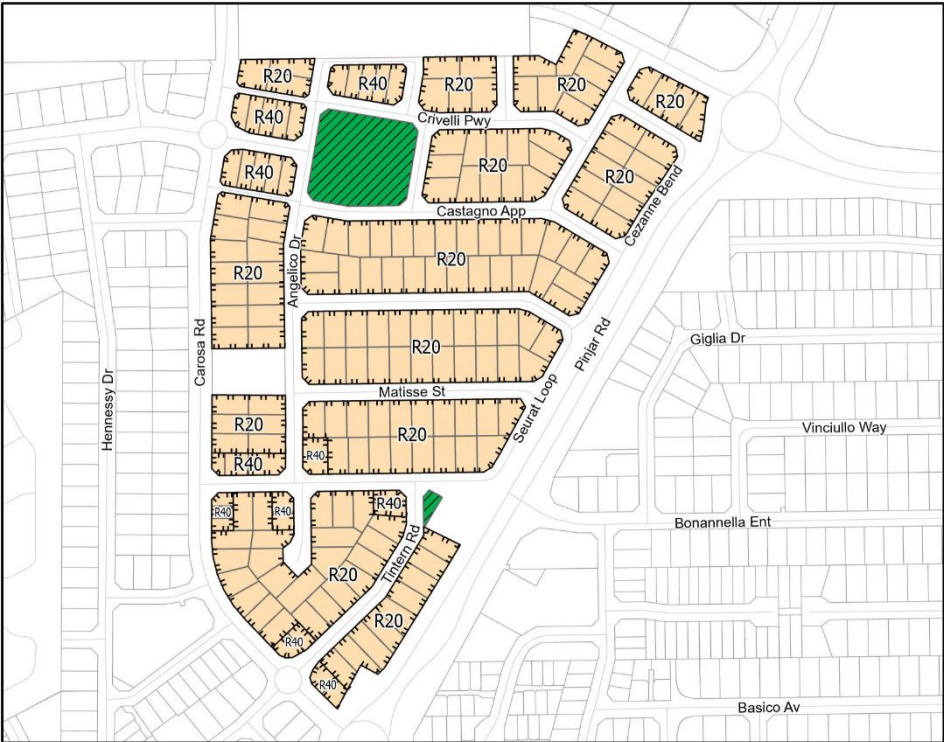 R20
R40
R20
R20
R20
R40
Crivelli Pwy
R40
R20
R20
Castagno App
Cezanne Bend
R20
Angelico Dr
R20
Carosa Rd
Hennessy Dr
R20
Pinjar Rd
Giglia Dr
Matisse St
Seurat Loop
R20
R20
R40
R40
Vinciullo Way
R40
R40
R40
Bonannella Ent
Tintern Rd
R20
R20
R40
R40
Basico Av